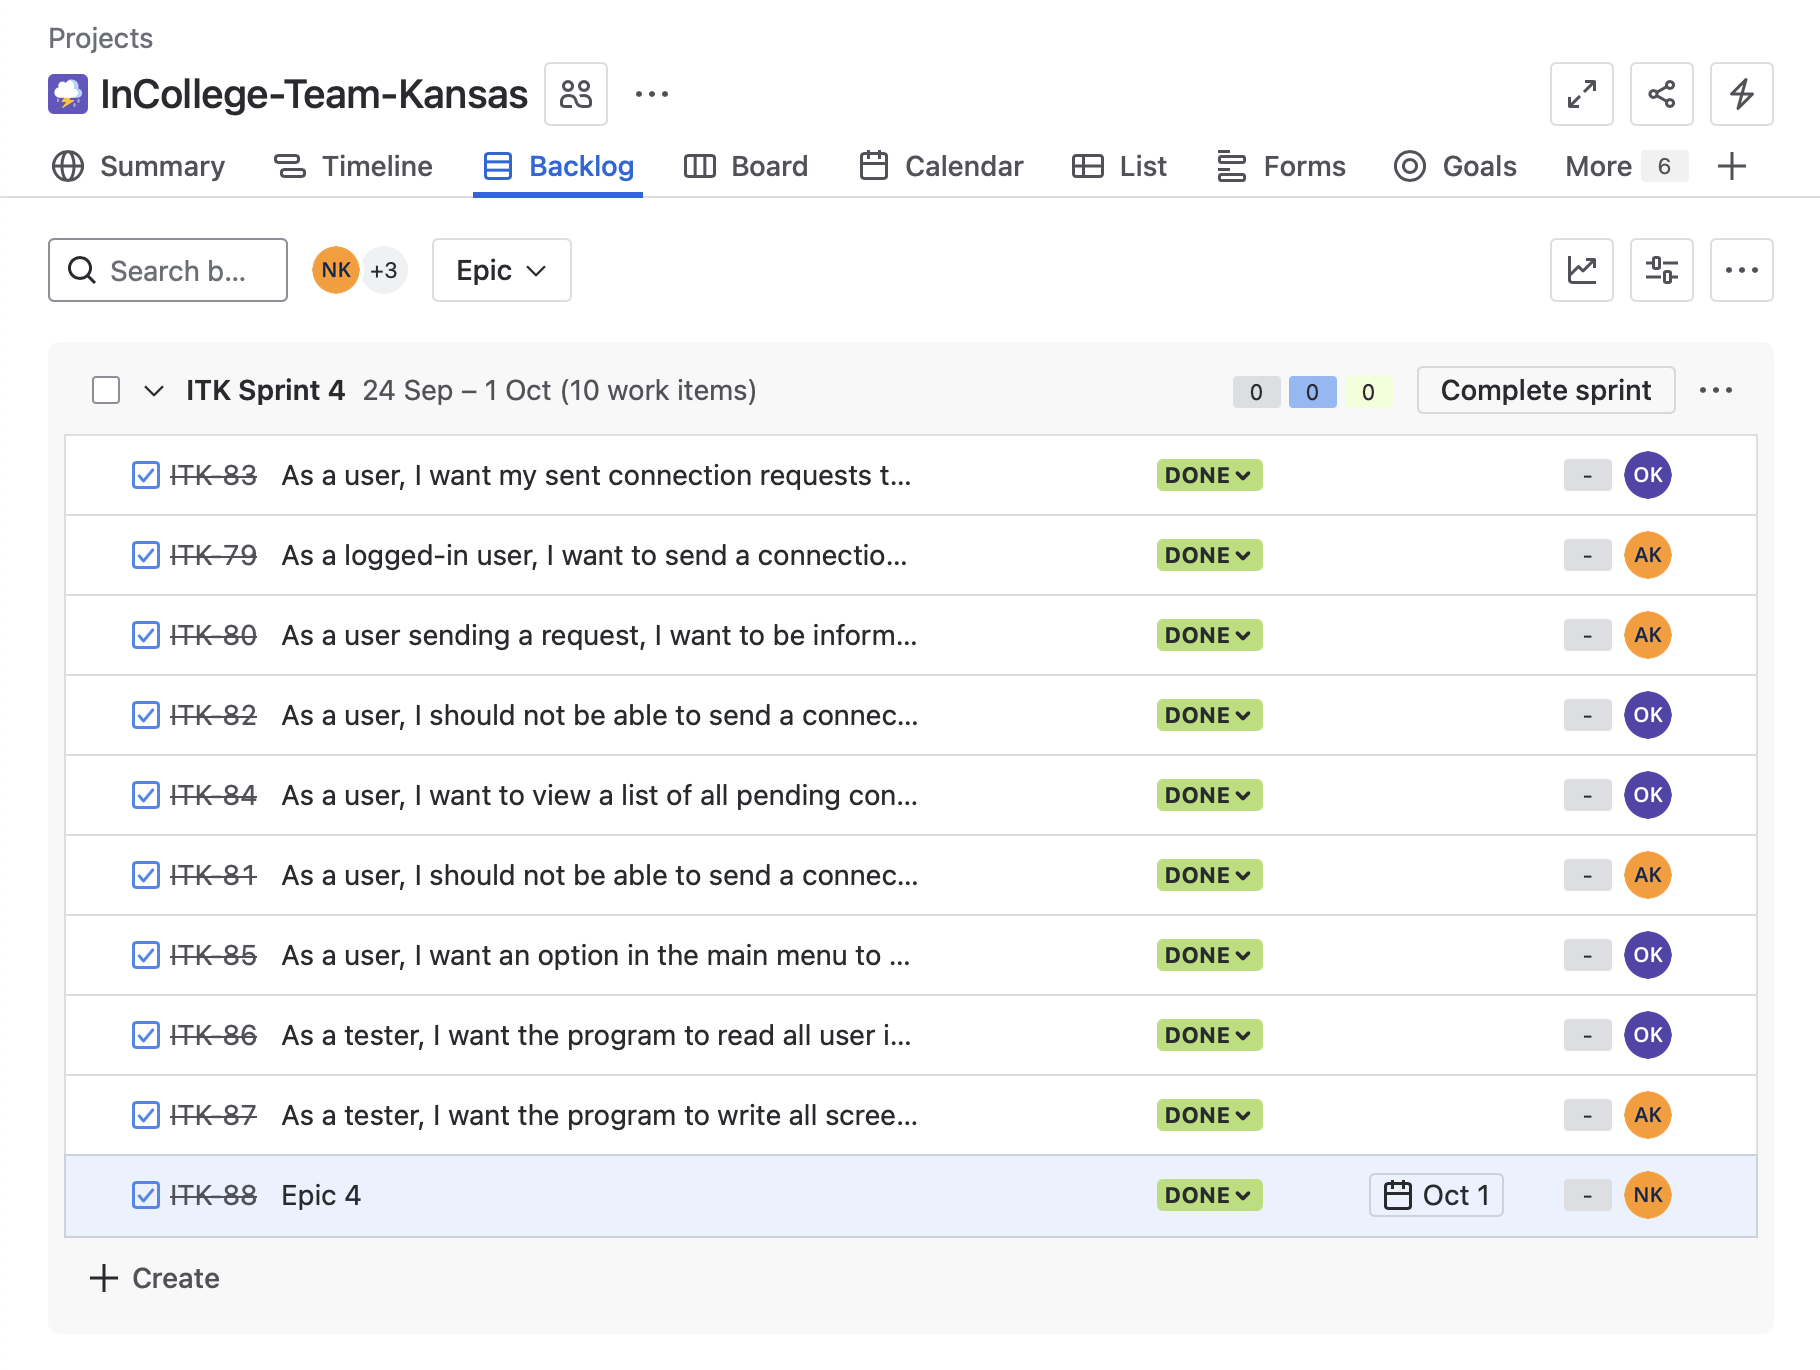 Projects
InCollege-Team-Kansas
Summary Timeline Backlog Board Calendar List Forms Goals More 6
Search b... NK +3 Epic
ITK Sprint 4 24 Sep – 1 Oct (10 work items) 0 0 0 Complete sprint
ITK-83 As a user, I want my sent connection requests t... DONE - OK
ITK-79 As a logged-in user, I want to send a connectio... DONE - AK
ITK-80 As a user sending a request, I want to be inform... DONE - AK
ITK-82 As a user, I should not be able to send a connec... DONE - OK
ITK-84 As a user, I want to view a list of all pending con... DONE - OK
ITK-81 As a user, I should not be able to send a connec... DONE - AK
ITK-85 As a user, I want an option in the main menu to ... DONE - OK
ITK-86 As a tester, I want the program to read all user i... DONE - OK
ITK-87 As a tester, I want the program to write all scree... DONE - AK
ITK-88 Epic 4 DONE Oct 1 - NK
Create